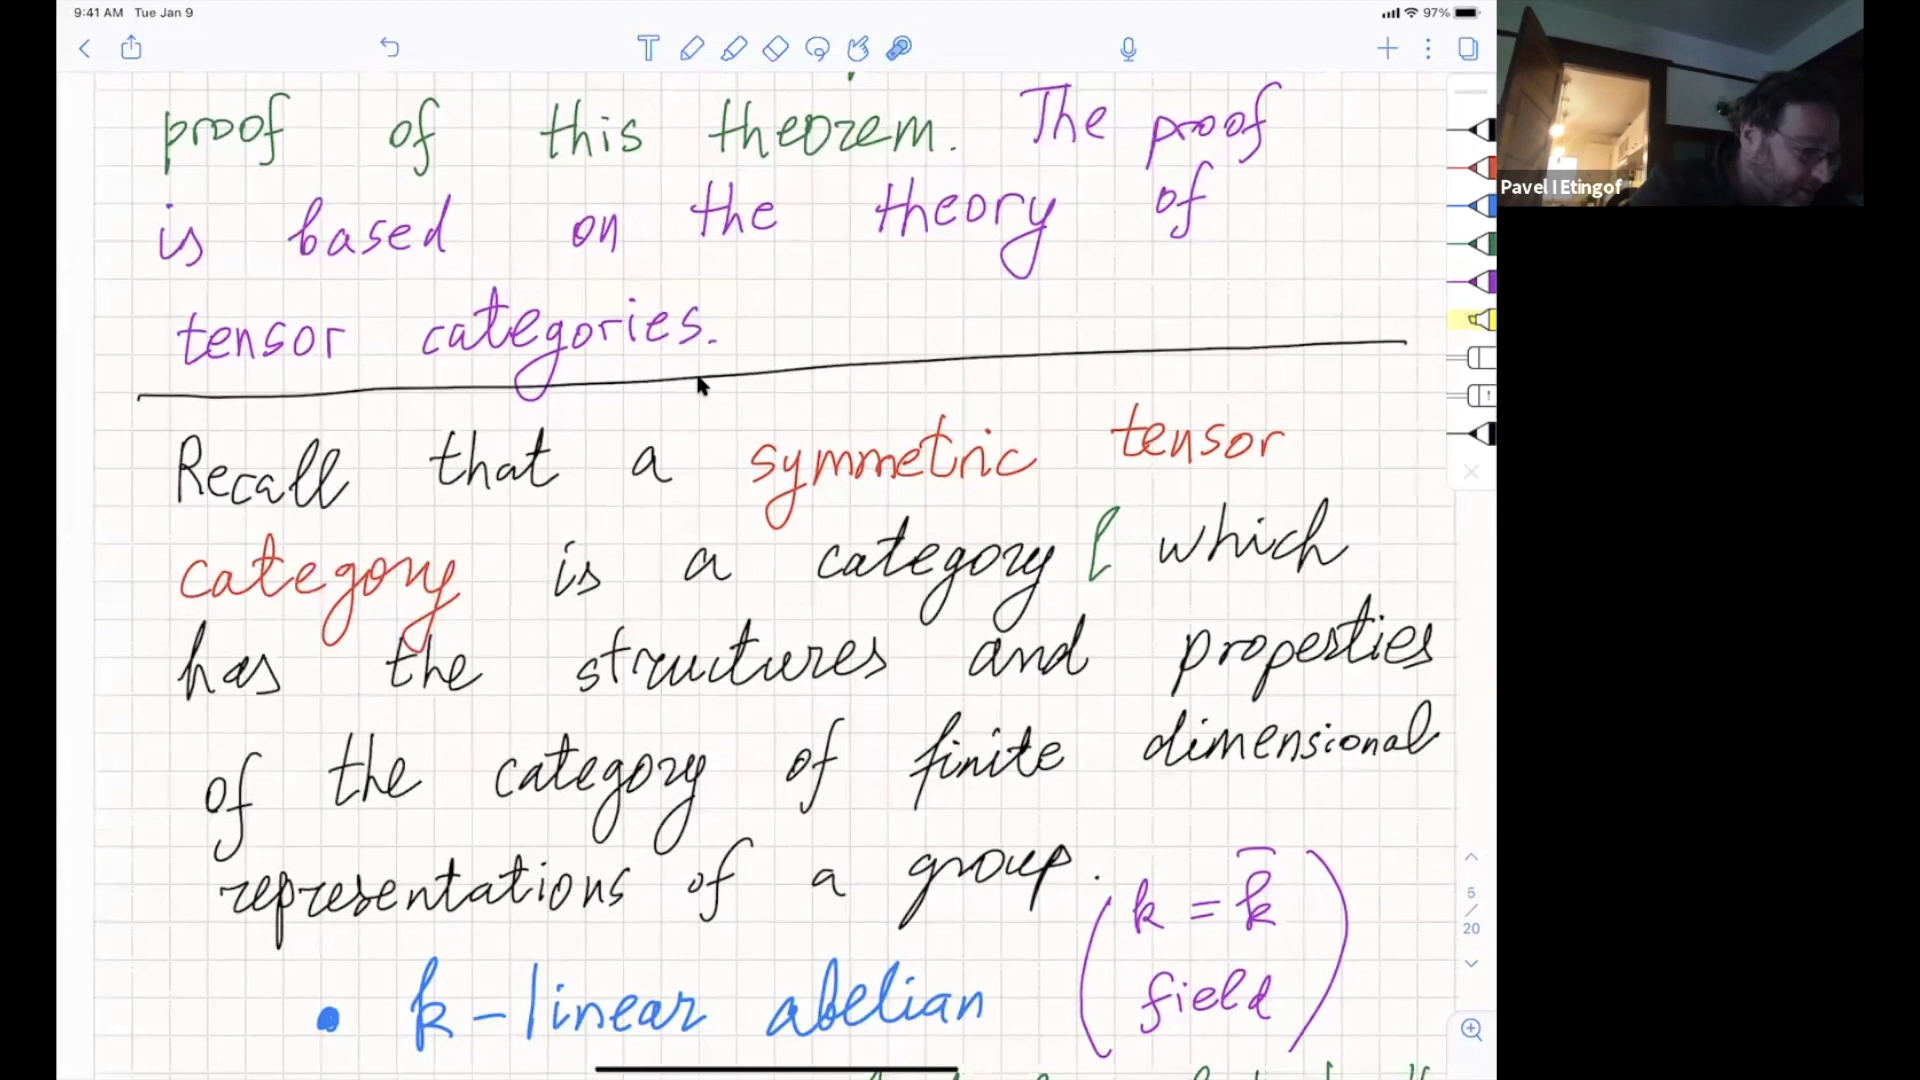 9:41 AM Tue Jan 9
97%
proof of this theorem. The proof
is based on the theory of
tensor categories.
Recall that a symmetric tensor
category is a category C which
has the structures and properties
of the category of finite dimensional
representations of a group.
(k = k̅
field)
• k-linear abelian
5
/
20
Pavel I Etingof